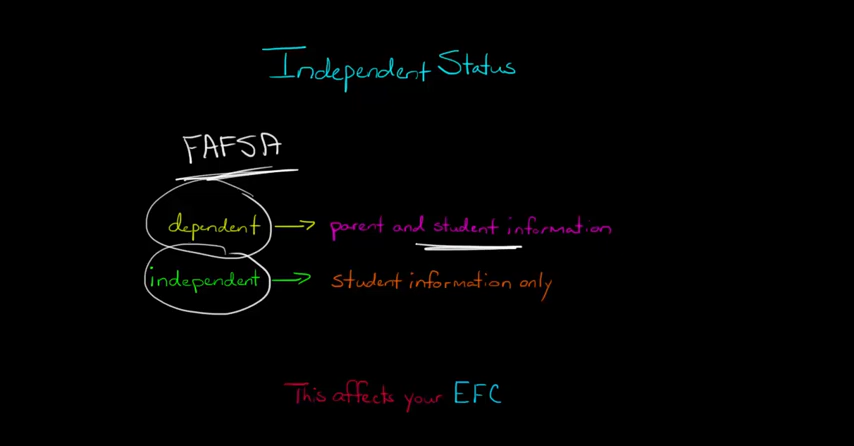 Independent Status
FAFSA
dependent → parent and student information
independent → student information only
This affects your EFC